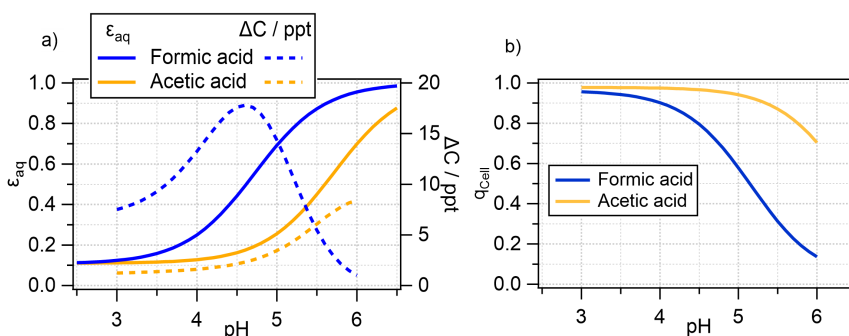 a)
ε_aq ΔC / ppt
Formic acid
Acetic acid
1.0
0.8
0.6
0.4
0.2
0.0
ε_aq
20
15
10
5
0
ΔC / ppt
3 4 5 6
pH
b)
1.0
0.8
0.6
0.4
0.2
0.0
q_Cell
Formic acid
Acetic acid
3 4 5 6
pH